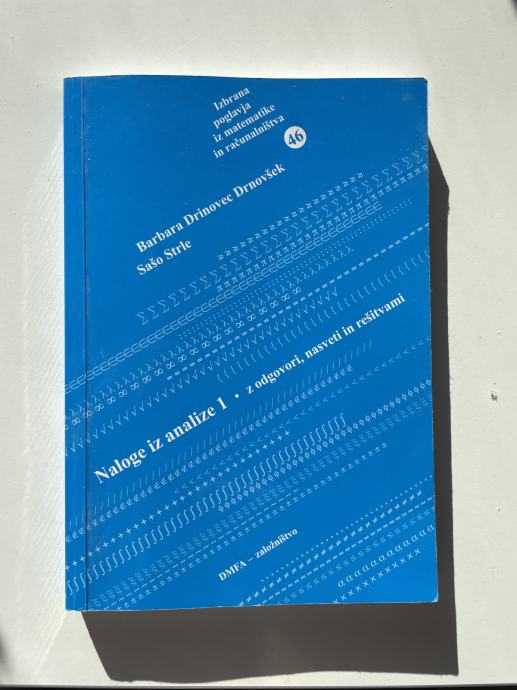 Izbrana
poglavja
iz matematike
in računalništva
46
Barbara Drinovec Drnovšek
Sašo Strle
Naloge iz analize 1 • z odgovori, nasveti in rešitvami
DMFA – založništvo